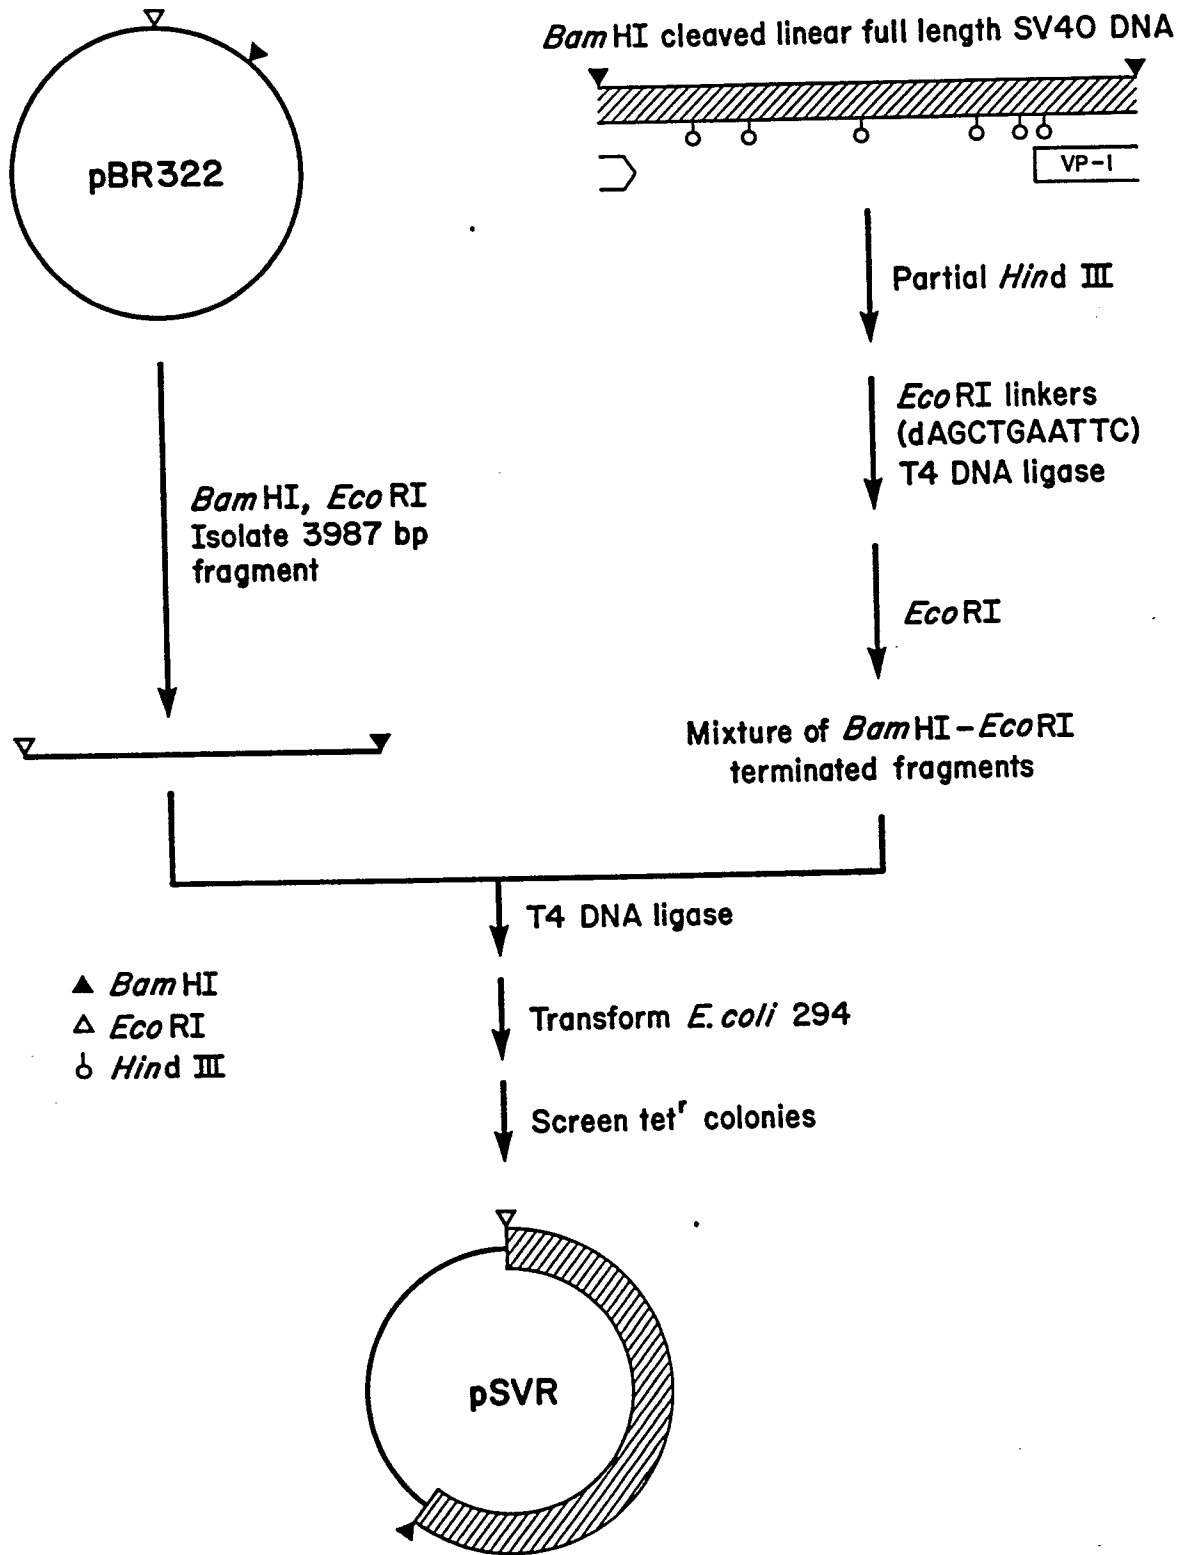 BamHI cleaved linear full length SV40 DNA
pBR322
VP-1
Partial Hind III
EcoRI linkers
(dAGCTGAATTC)
T4 DNA ligase
BamHI, EcoRI
Isolate 3987 bp
fragment
EcoRI
Mixture of BamHI-EcoRI
terminated fragments
T4 DNA ligase
BamHI
EcoRI
Hind III
Transform E.coli 294
Screen tetʳ colonies
pSVR